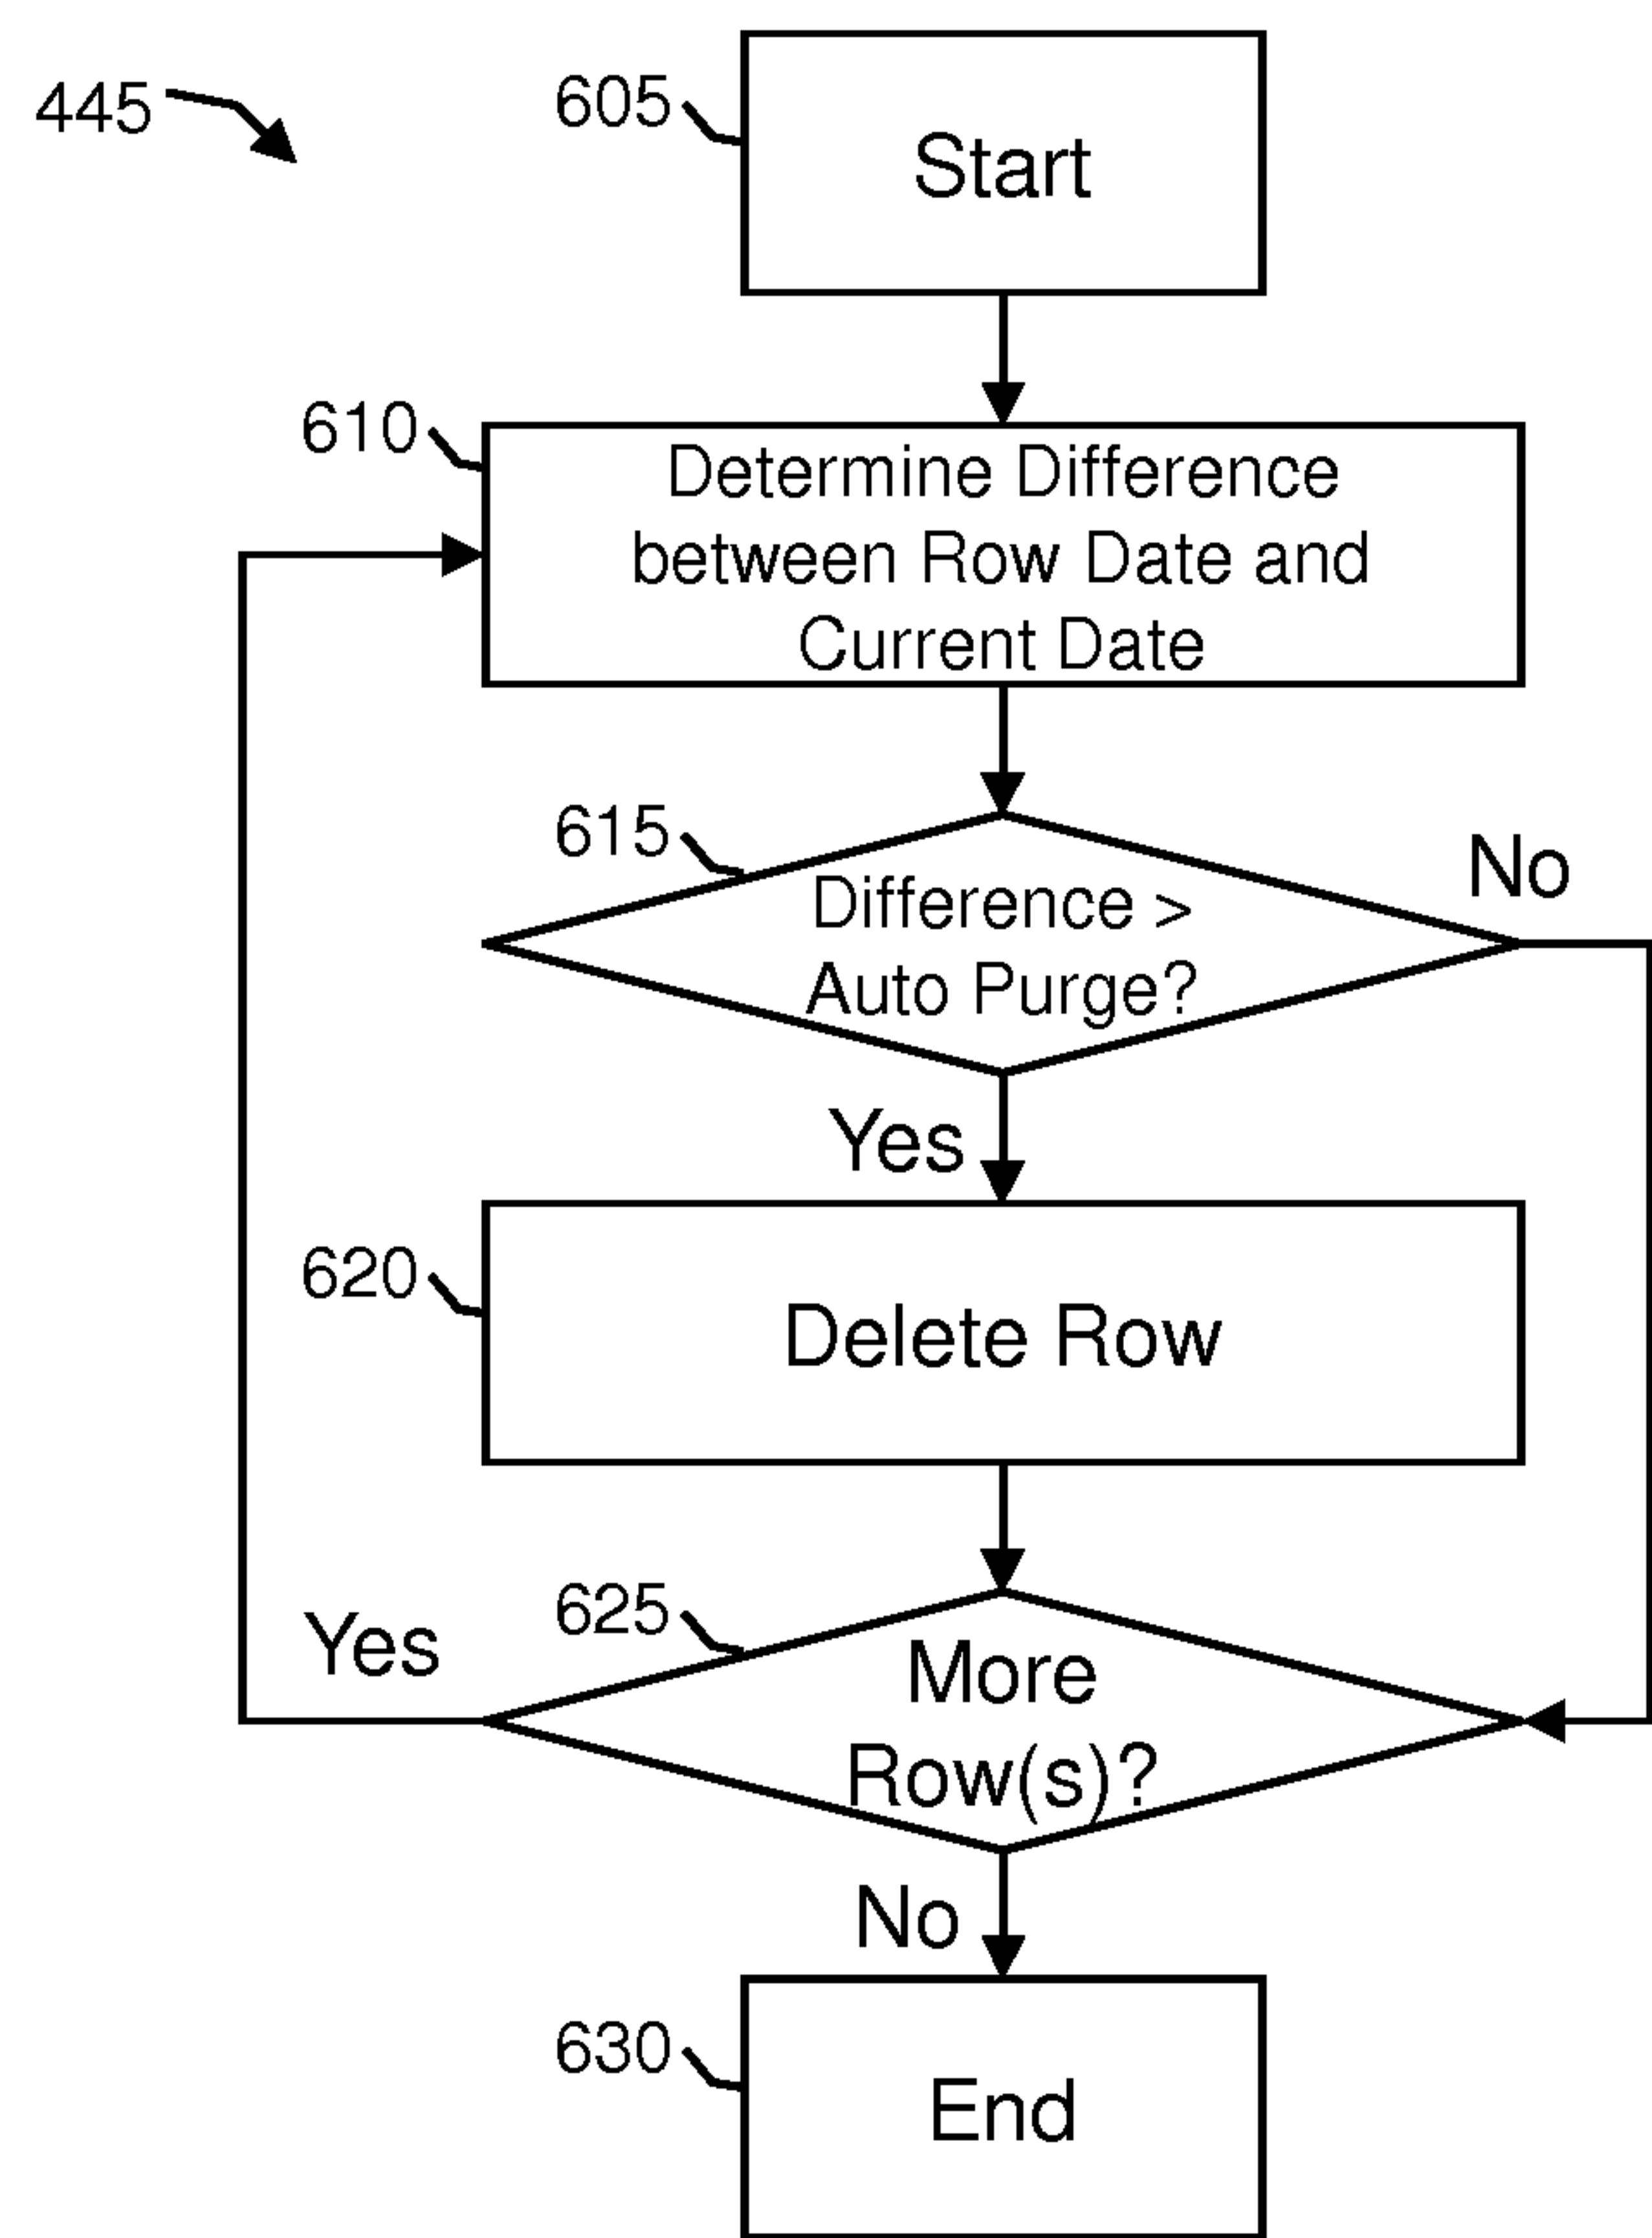 445
605
Start
610
Determine Difference
between Row Date and
Current Date
615
Difference >
Auto Purge?
No
Yes
620
Delete Row
625
Yes
More
Row(s)?
No
630
End